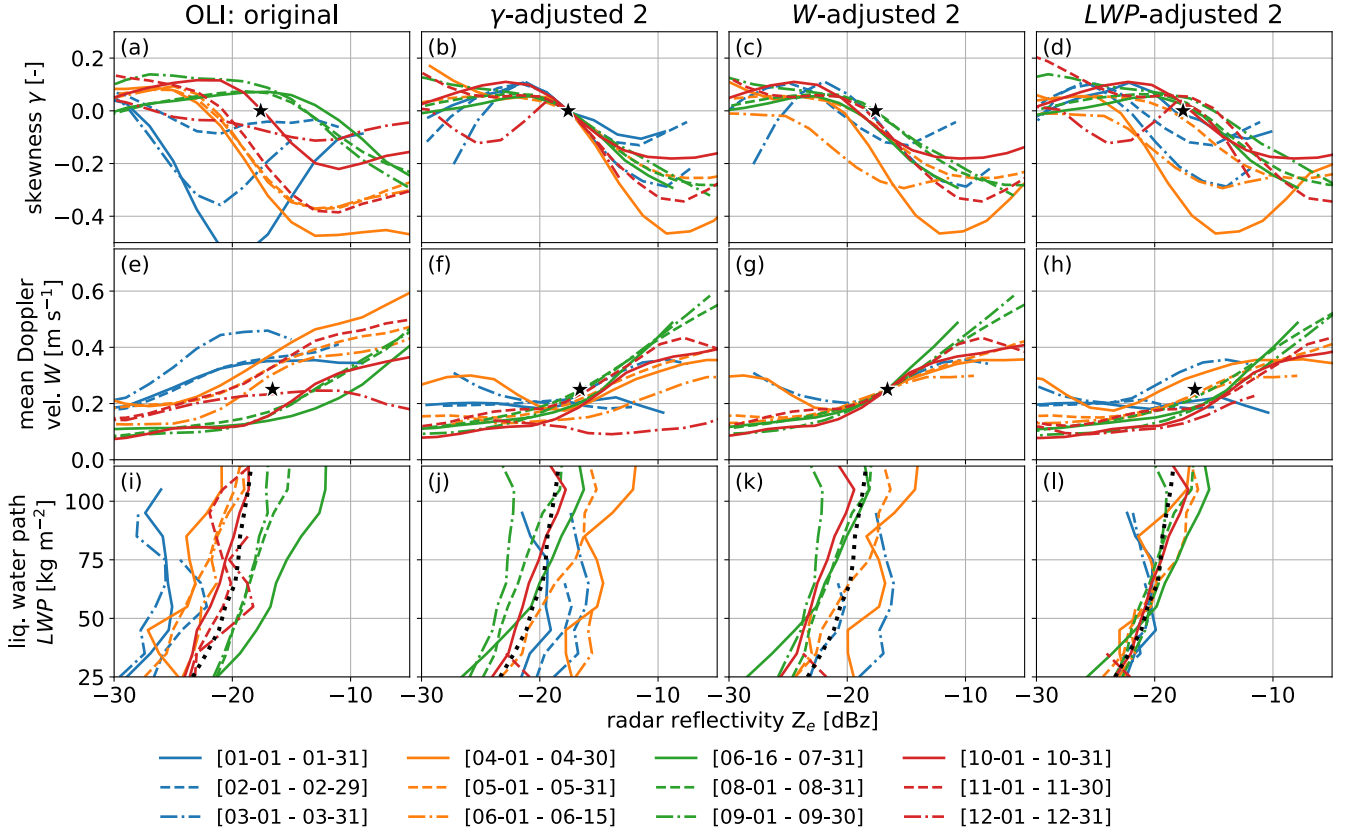 OLI: original γ-adjusted 2 W-adjusted 2 LWP-adjusted 2
(a) (b) (c) (d)
skewness γ [-]
0.2
0.0
−0.2
−0.4
(e) (f) (g) (h)
mean Doppler
vel. W [m s⁻¹]
0.6
0.4
0.2
0.0
(i) (j) (k) (l)
liq. water path
LWP [kg m⁻²]
100
75
50
25
−30 −20 −10 −20 −10 −20 −10 −20 −10
radar reflectivity Zₑ [dBz]
[01-01 - 01-31] [04-01 - 04-30] [06-16 - 07-31] [10-01 - 10-31]
[02-01 - 02-29] [05-01 - 05-31] [08-01 - 08-31] [11-01 - 11-30]
[03-01 - 03-31] [06-01 - 06-15] [09-01 - 09-30] [12-01 - 12-31]